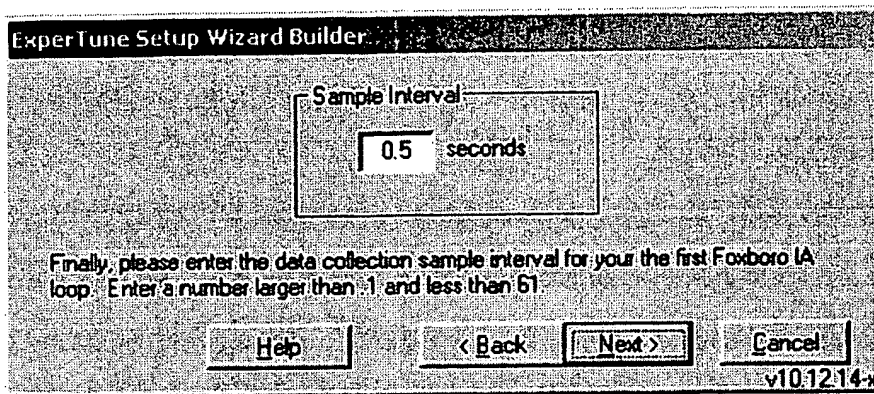 ExperTune Setup Wizard Builder
Sample Interval
0.5 seconds
Finally, please enter the data collection sample interval for your the first Foxboro IA
loop. Enter a number larger than .1 and less than 61.
Help < Back Next > Cancel
v10.12.14-x